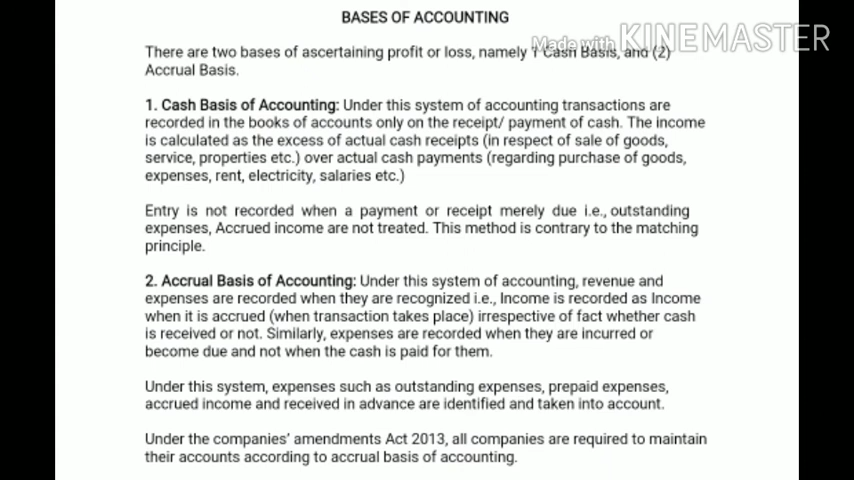 BASES OF ACCOUNTING
Made with KINEMASTER
There are two bases of ascertaining profit or loss, namely 1 Cash Basis, and (2)
Accrual Basis.
1. Cash Basis of Accounting: Under this system of accounting transactions are
recorded in the books of accounts only on the receipt/ payment of cash. The income
is calculated as the excess of actual cash receipts (in respect of sale of goods,
service, properties etc.) over actual cash payments (regarding purchase of goods,
expenses, rent, electricity, salaries etc.)
Entry is not recorded when a payment or receipt merely due i.e., outstanding
expenses, Accrued income are not treated. This method is contrary to the matching
principle.
2. Accrual Basis of Accounting: Under this system of accounting, revenue and
expenses are recorded when they are recognized i.e., Income is recorded as Income
when it is accrued (when transaction takes place) irrespective of fact whether cash
is received or not. Similarly, expenses are recorded when they are incurred or
become due and not when the cash is paid for them.
Under this system, expenses such as outstanding expenses, prepaid expenses,
accrued income and received in advance are identified and taken into account.
Under the companies' amendments Act 2013, all companies are required to maintain
their accounts according to accrual basis of accounting.